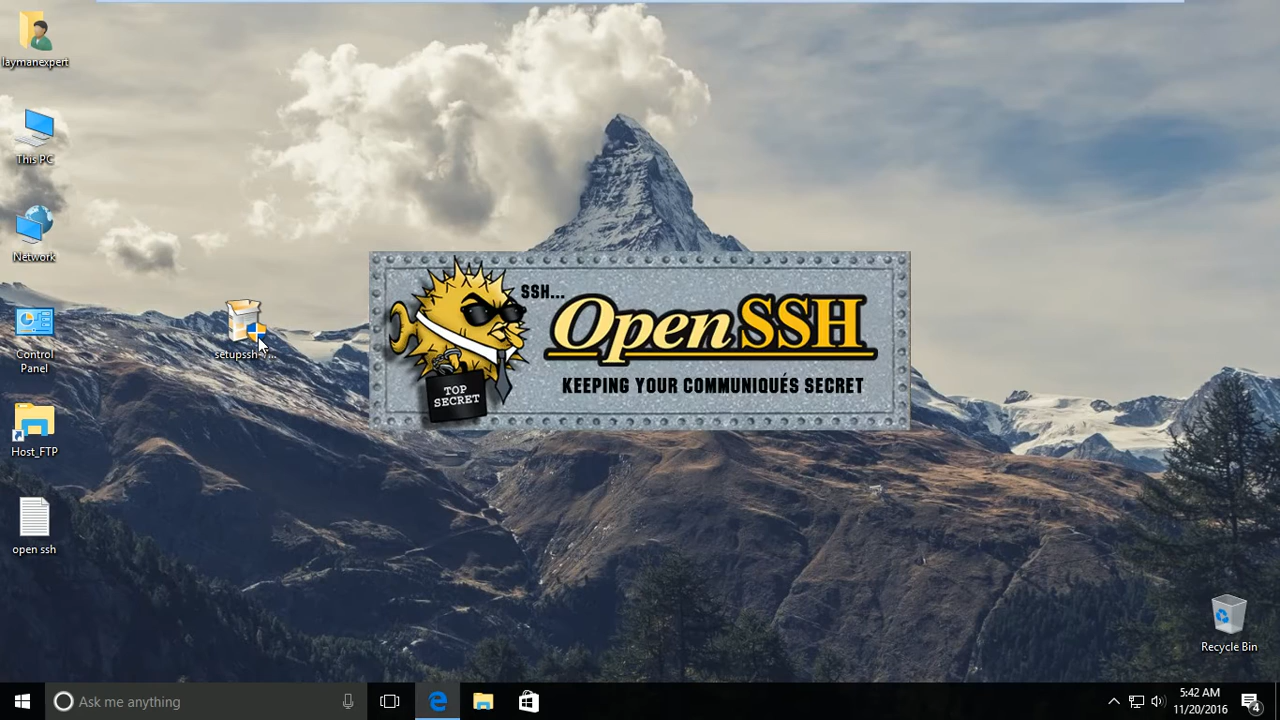 laymanexpert
This PC
Network
Control
Panel
Host_FTP
open ssh
SSH...
OpenSSH
KEEPING YOUR COMMUNIQUÉS SECRET
TOP
SECRET
Recycle Bin
Ask me anything
5:42 AM
11/20/2016
4